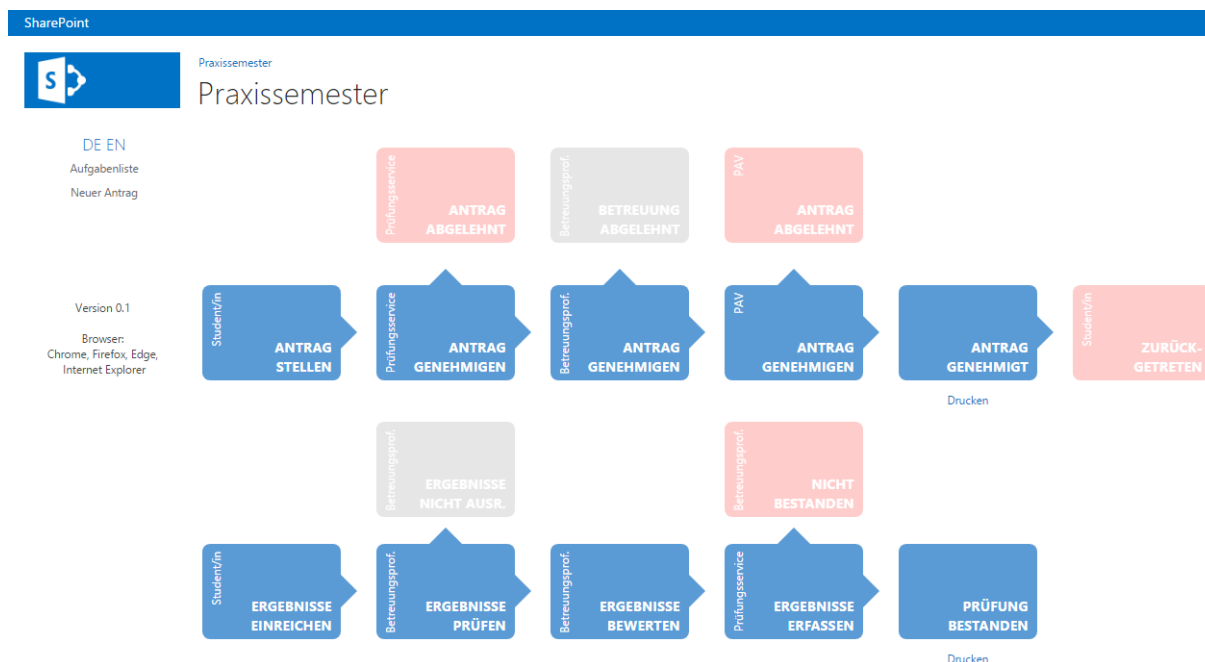 SharePoint
S
Praxissemester
Praxissemester
DE EN
Aufgabenliste
Neuer Antrag
Version 0.1
Browser:
Chrome, Firefox, Edge,
Internet Explorer
Prüfungsservice
ANTRAG
ABGELEHNT
Betreuungsprof.
BETREUUNG
ABGELEHNT
PAV
ANTRAG
ABGELEHNT
Student/in
ANTRAG
STELLEN
Prüfungsservice
ANTRAG
GENEHMIGEN
Betreuungsprof.
ANTRAG
GENEHMIGEN
PAV
ANTRAG
GENEHMIGEN
ANTRAG
GENEHMIGT
Student/in
ZURÜCK-
GETRETEN
Drucken
Betreuungsprof.
ERGEBNISSE
NICHT AUSR.
Betreuungsprof.
NICHT
BESTANDEN
Student/in
ERGEBNISSE
EINREICHEN
Betreuungsprof.
ERGEBNISSE
PRÜFEN
Betreuungsprof.
ERGEBNISSE
BEWERTEN
Prüfungsservice
ERGEBNISSE
ERFASSEN
PRÜFUNG
BESTANDEN
Drucken